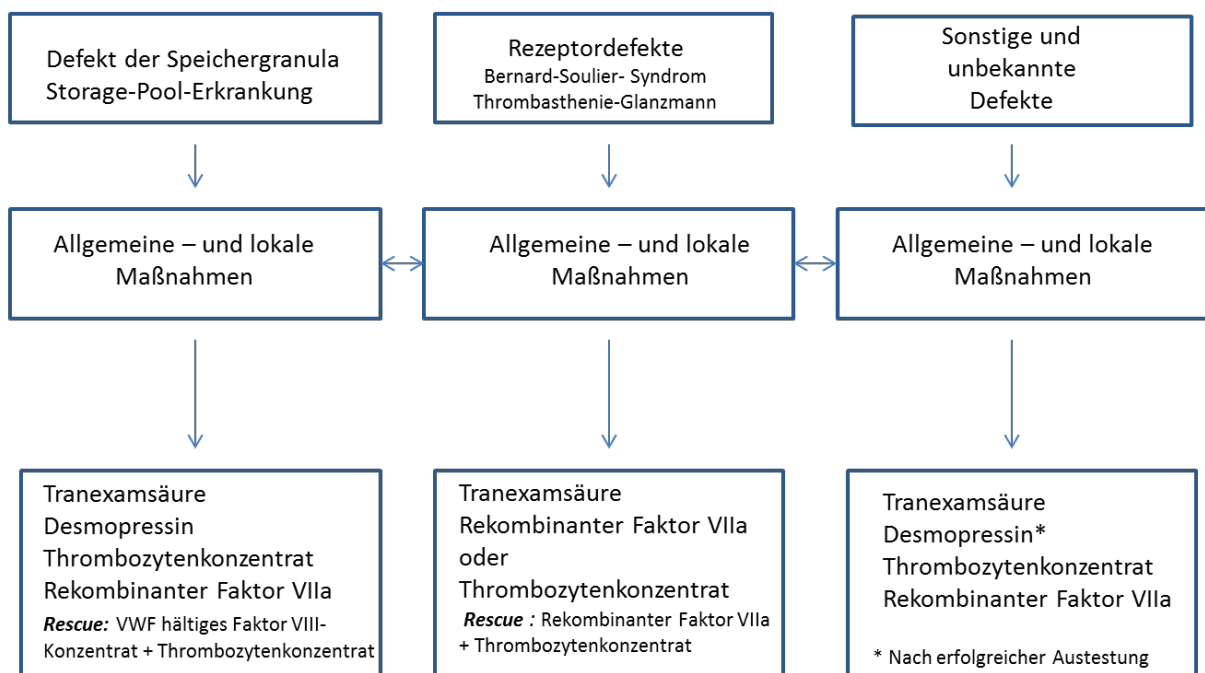 Defekt der Speichergranula
Storage-Pool-Erkrankung
Rezeptordefekte
Bernard-Soulier- Syndrom
Thrombasthenie-Glanzmann
Sonstige und
unbekannte
Defekte
Allgemeine – und lokale
Maßnahmen
Allgemeine – und lokale
Maßnahmen
Allgemeine – und lokale
Maßnahmen
Tranexamsäure
Desmopressin
Thrombozytenkonzentrat
Rekombinanter Faktor VIIa
Rescue: VWF hältiges Faktor VIII-
Konzentrat + Thrombozytenkonzentrat
Tranexamsäure
Rekombinanter Faktor VIIa
oder
Thrombozytenkonzentrat
Rescue : Rekombinanter Faktor VIIa
+ Thrombozytenkonzentrat
Tranexamsäure
Desmopressin*
Thrombozytenkonzentrat
Rekombinanter Faktor VIIa
* Nach erfolgreicher Austestung